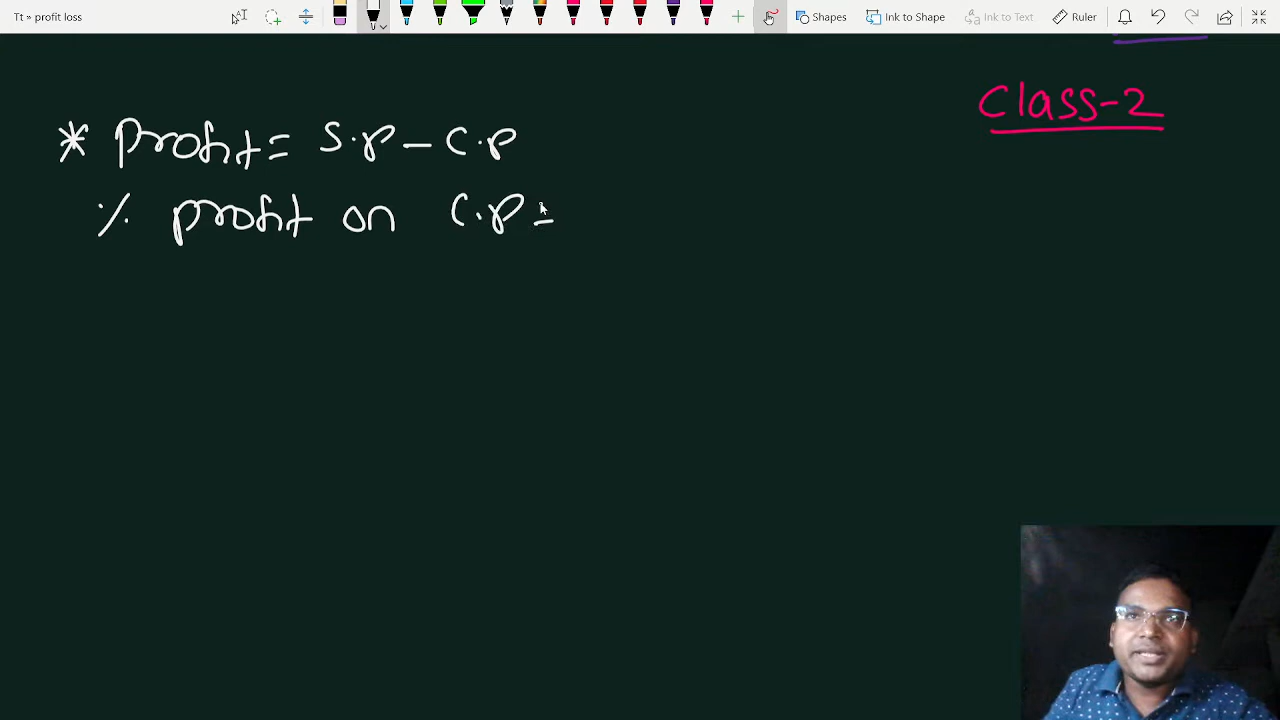 Tt » profit loss
Shapes Ink to Shape Ink to Text Ruler
Class-2
* Profit = S.P - C.P
% profit on C.P =